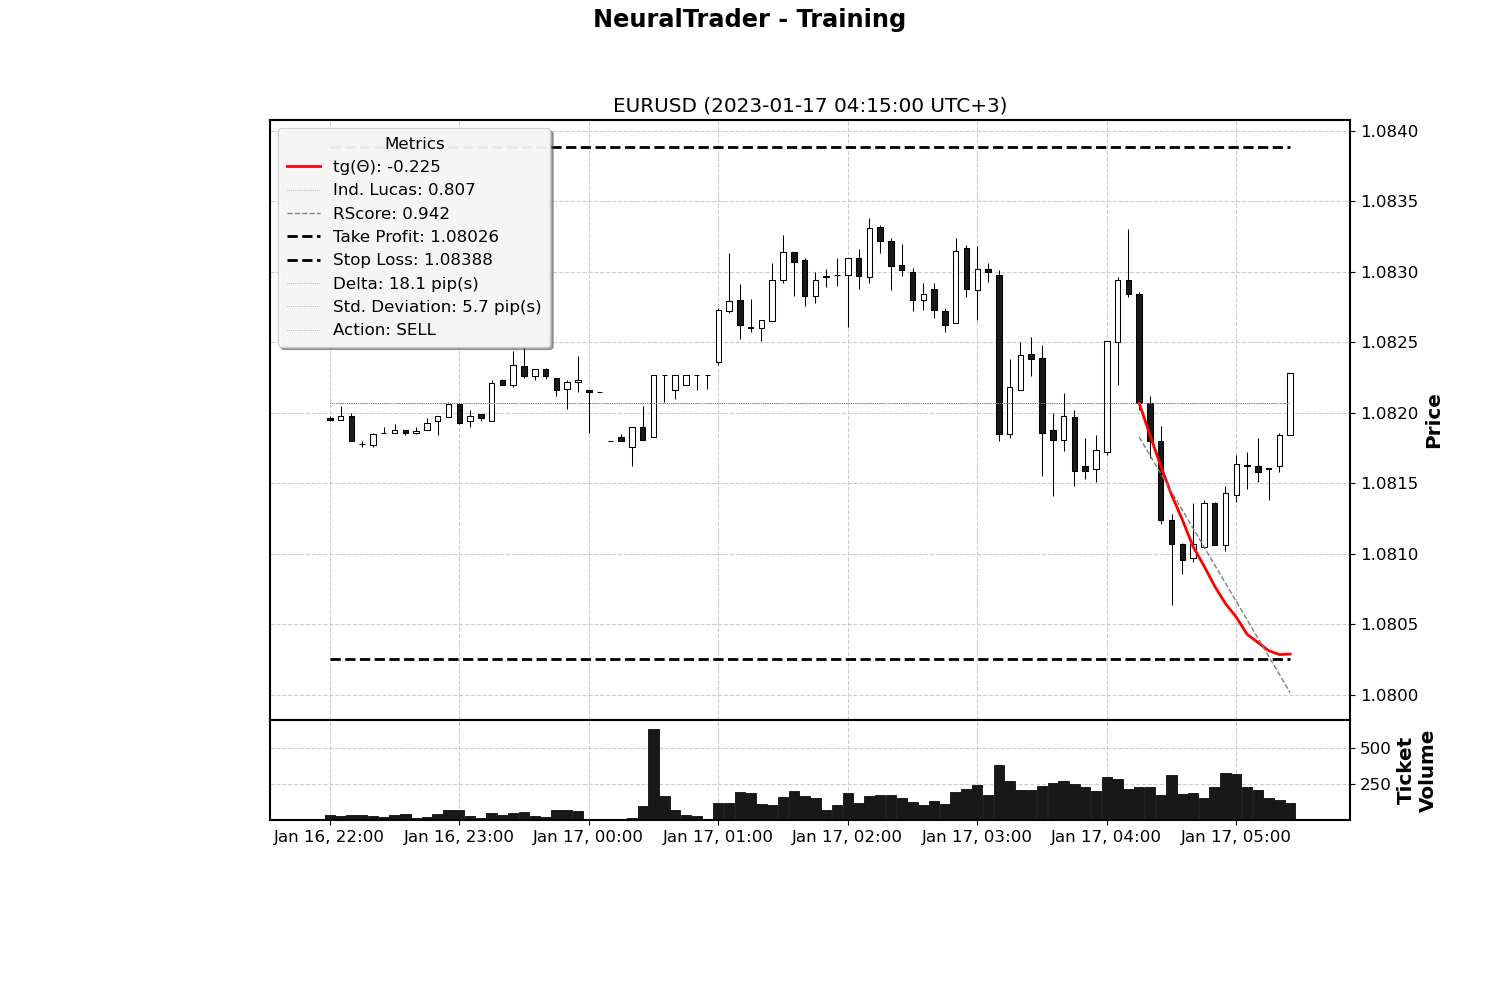 NeuralTrader - Training
EURUSD (2023-01-17 04:15:00 UTC+3)
Metrics
tg(Θ): -0.225
Ind. Lucas: 0.807
RScore: 0.942
Take Profit: 1.08026
Stop Loss: 1.08388
Delta: 18.1 pip(s)
Std. Deviation: 5.7 pip(s)
Action: SELL
1.0840
1.0835
1.0830
1.0825
1.0820
1.0815
1.0810
1.0805
1.0800
Price
500
250
Ticket
Volume
Jan 16, 22:00 Jan 16, 23:00 Jan 17, 00:00 Jan 17, 01:00 Jan 17, 02:00 Jan 17, 03:00 Jan 17, 04:00 Jan 17, 05:00